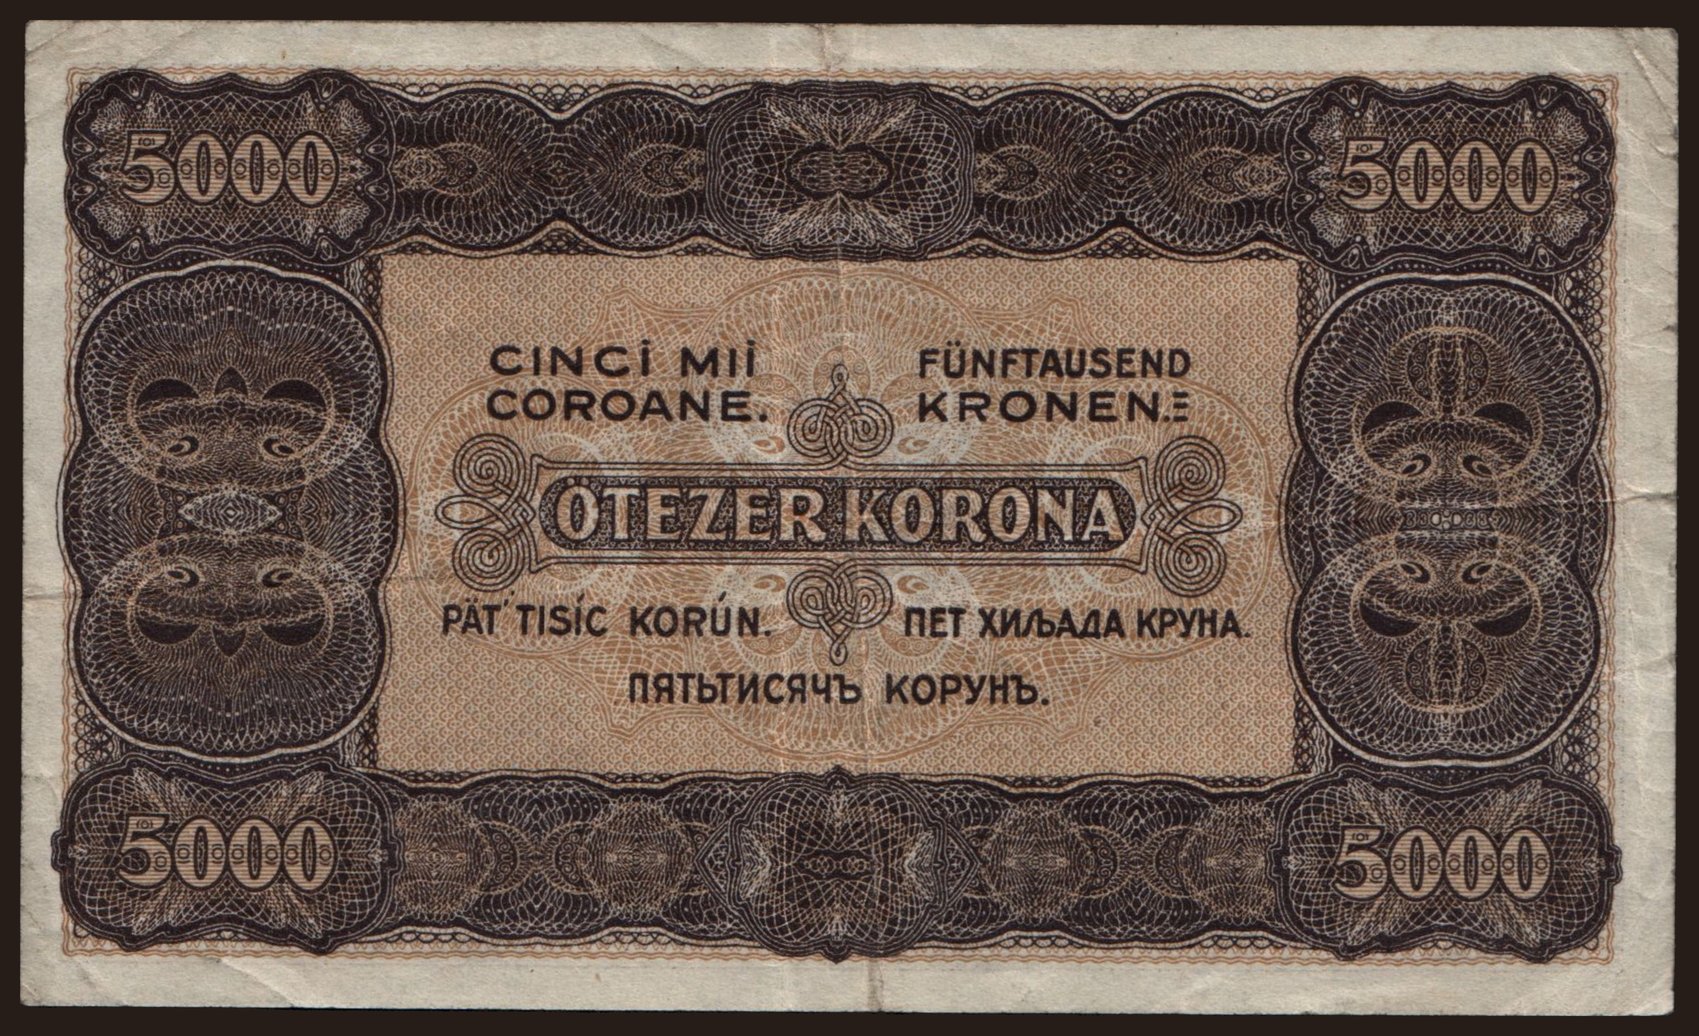 5000
5000
CINCİ MIİ
COROANE.
FÜNFTAUSEND
KRONEN.
ÖTEZER KORONA
PÄŤ TISÍC KORÚN.
ПЕТ ХИЉАДА КРУНА.
ПЯТЬТИСЯЧЪ КОРУНЪ.
5000
5000